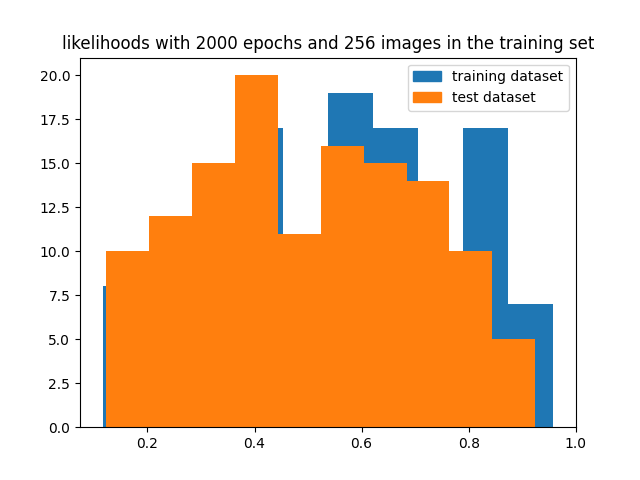 likelihoods with 2000 epochs and 256 images in the training set
training dataset
test dataset
20.0
17.5
15.0
12.5
10.0
7.5
5.0
2.5
0.0
0.2 0.4 0.6 0.8 1.0